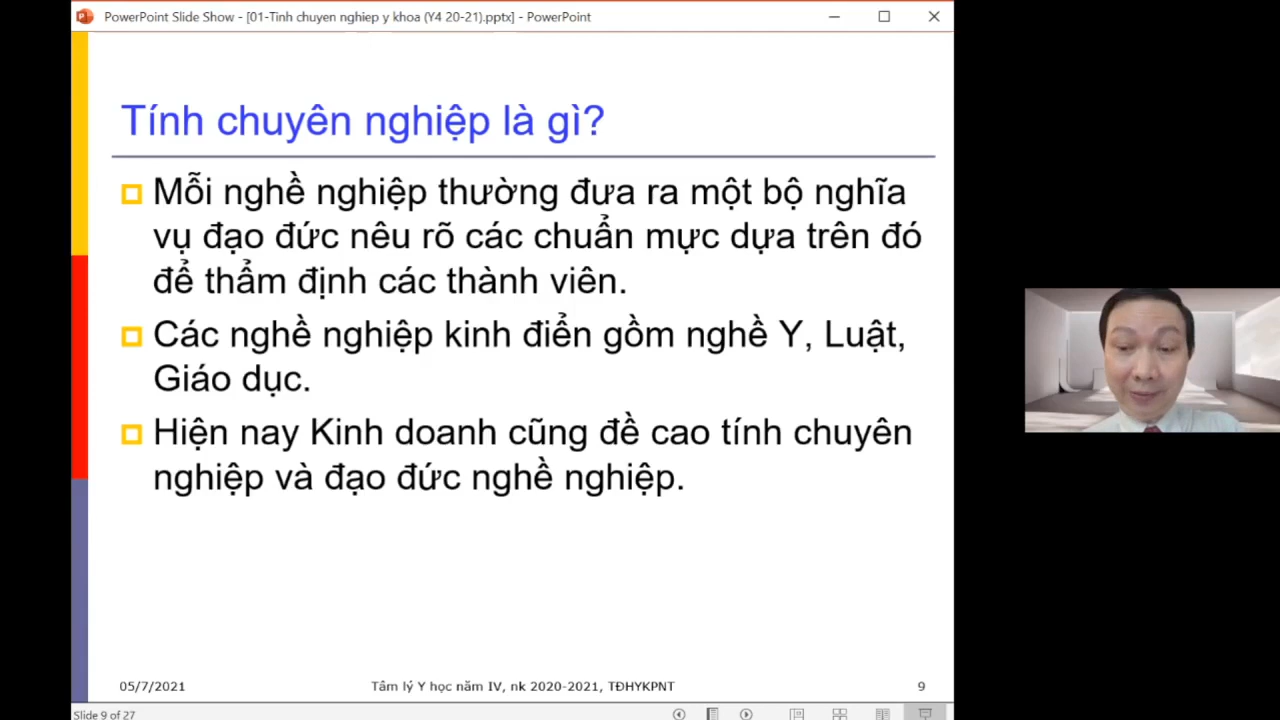 PowerPoint Slide Show - [01-Tinh chuyen nghiep y khoa (Y4 20-21).pptx] - PowerPoint
Tính chuyên nghiệp là gì?
Mỗi nghề nghiệp thường đưa ra một bộ nghĩa
vụ đạo đức nêu rõ các chuẩn mực dựa trên đó
để thẩm định các thành viên.
Các nghề nghiệp kinh điển gồm nghề Y, Luật,
Giáo dục.
Hiện nay Kinh doanh cũng đề cao tính chuyên
nghiệp và đạo đức nghề nghiệp.
05/7/2021 Tâm lý Y học năm IV, nk 2020-2021, TĐHYKPNT 9
Slide 9 of 27